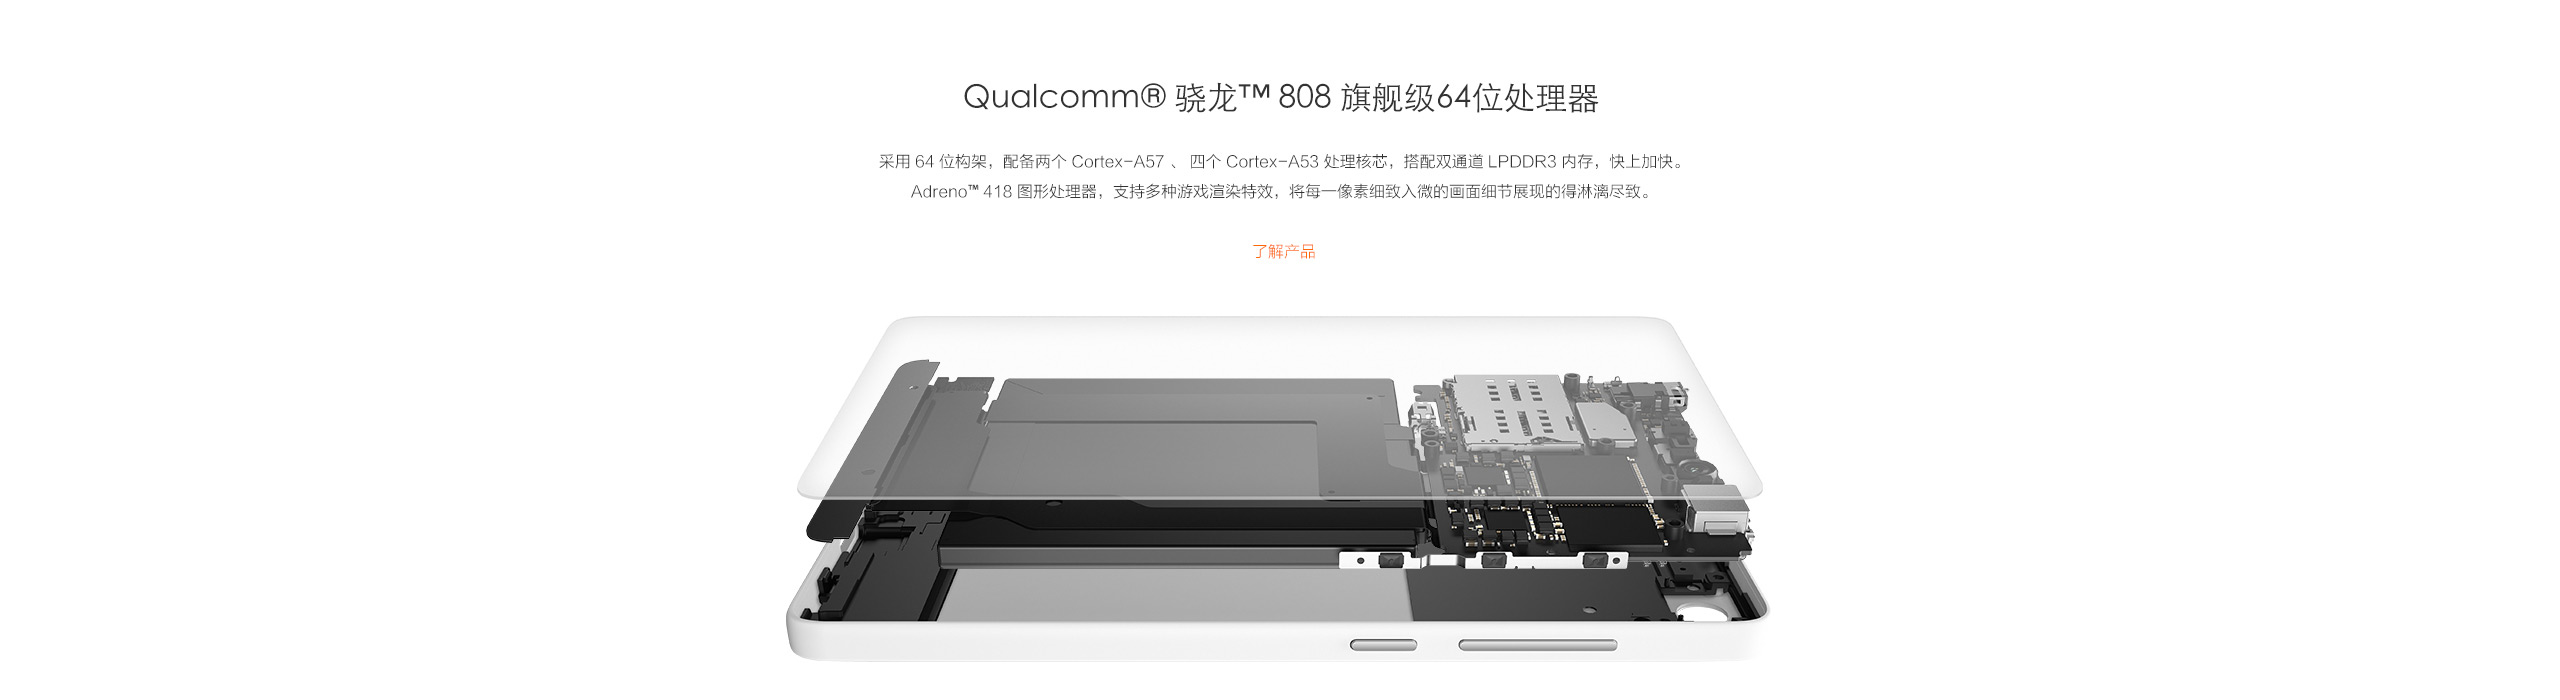 Qualcomm® 骁龙™ 808 旗舰级64位处理器
采用 64 位构架，配备两个 Cortex-A57 、 四个 Cortex-A53 处理核芯，搭配双通道 LPDDR3 内存，快上加快。
Adreno™ 418 图形处理器，支持多种游戏渲染特效，将每一像素细致入微的画面细节展现的得淋漓尽致。
了解产品